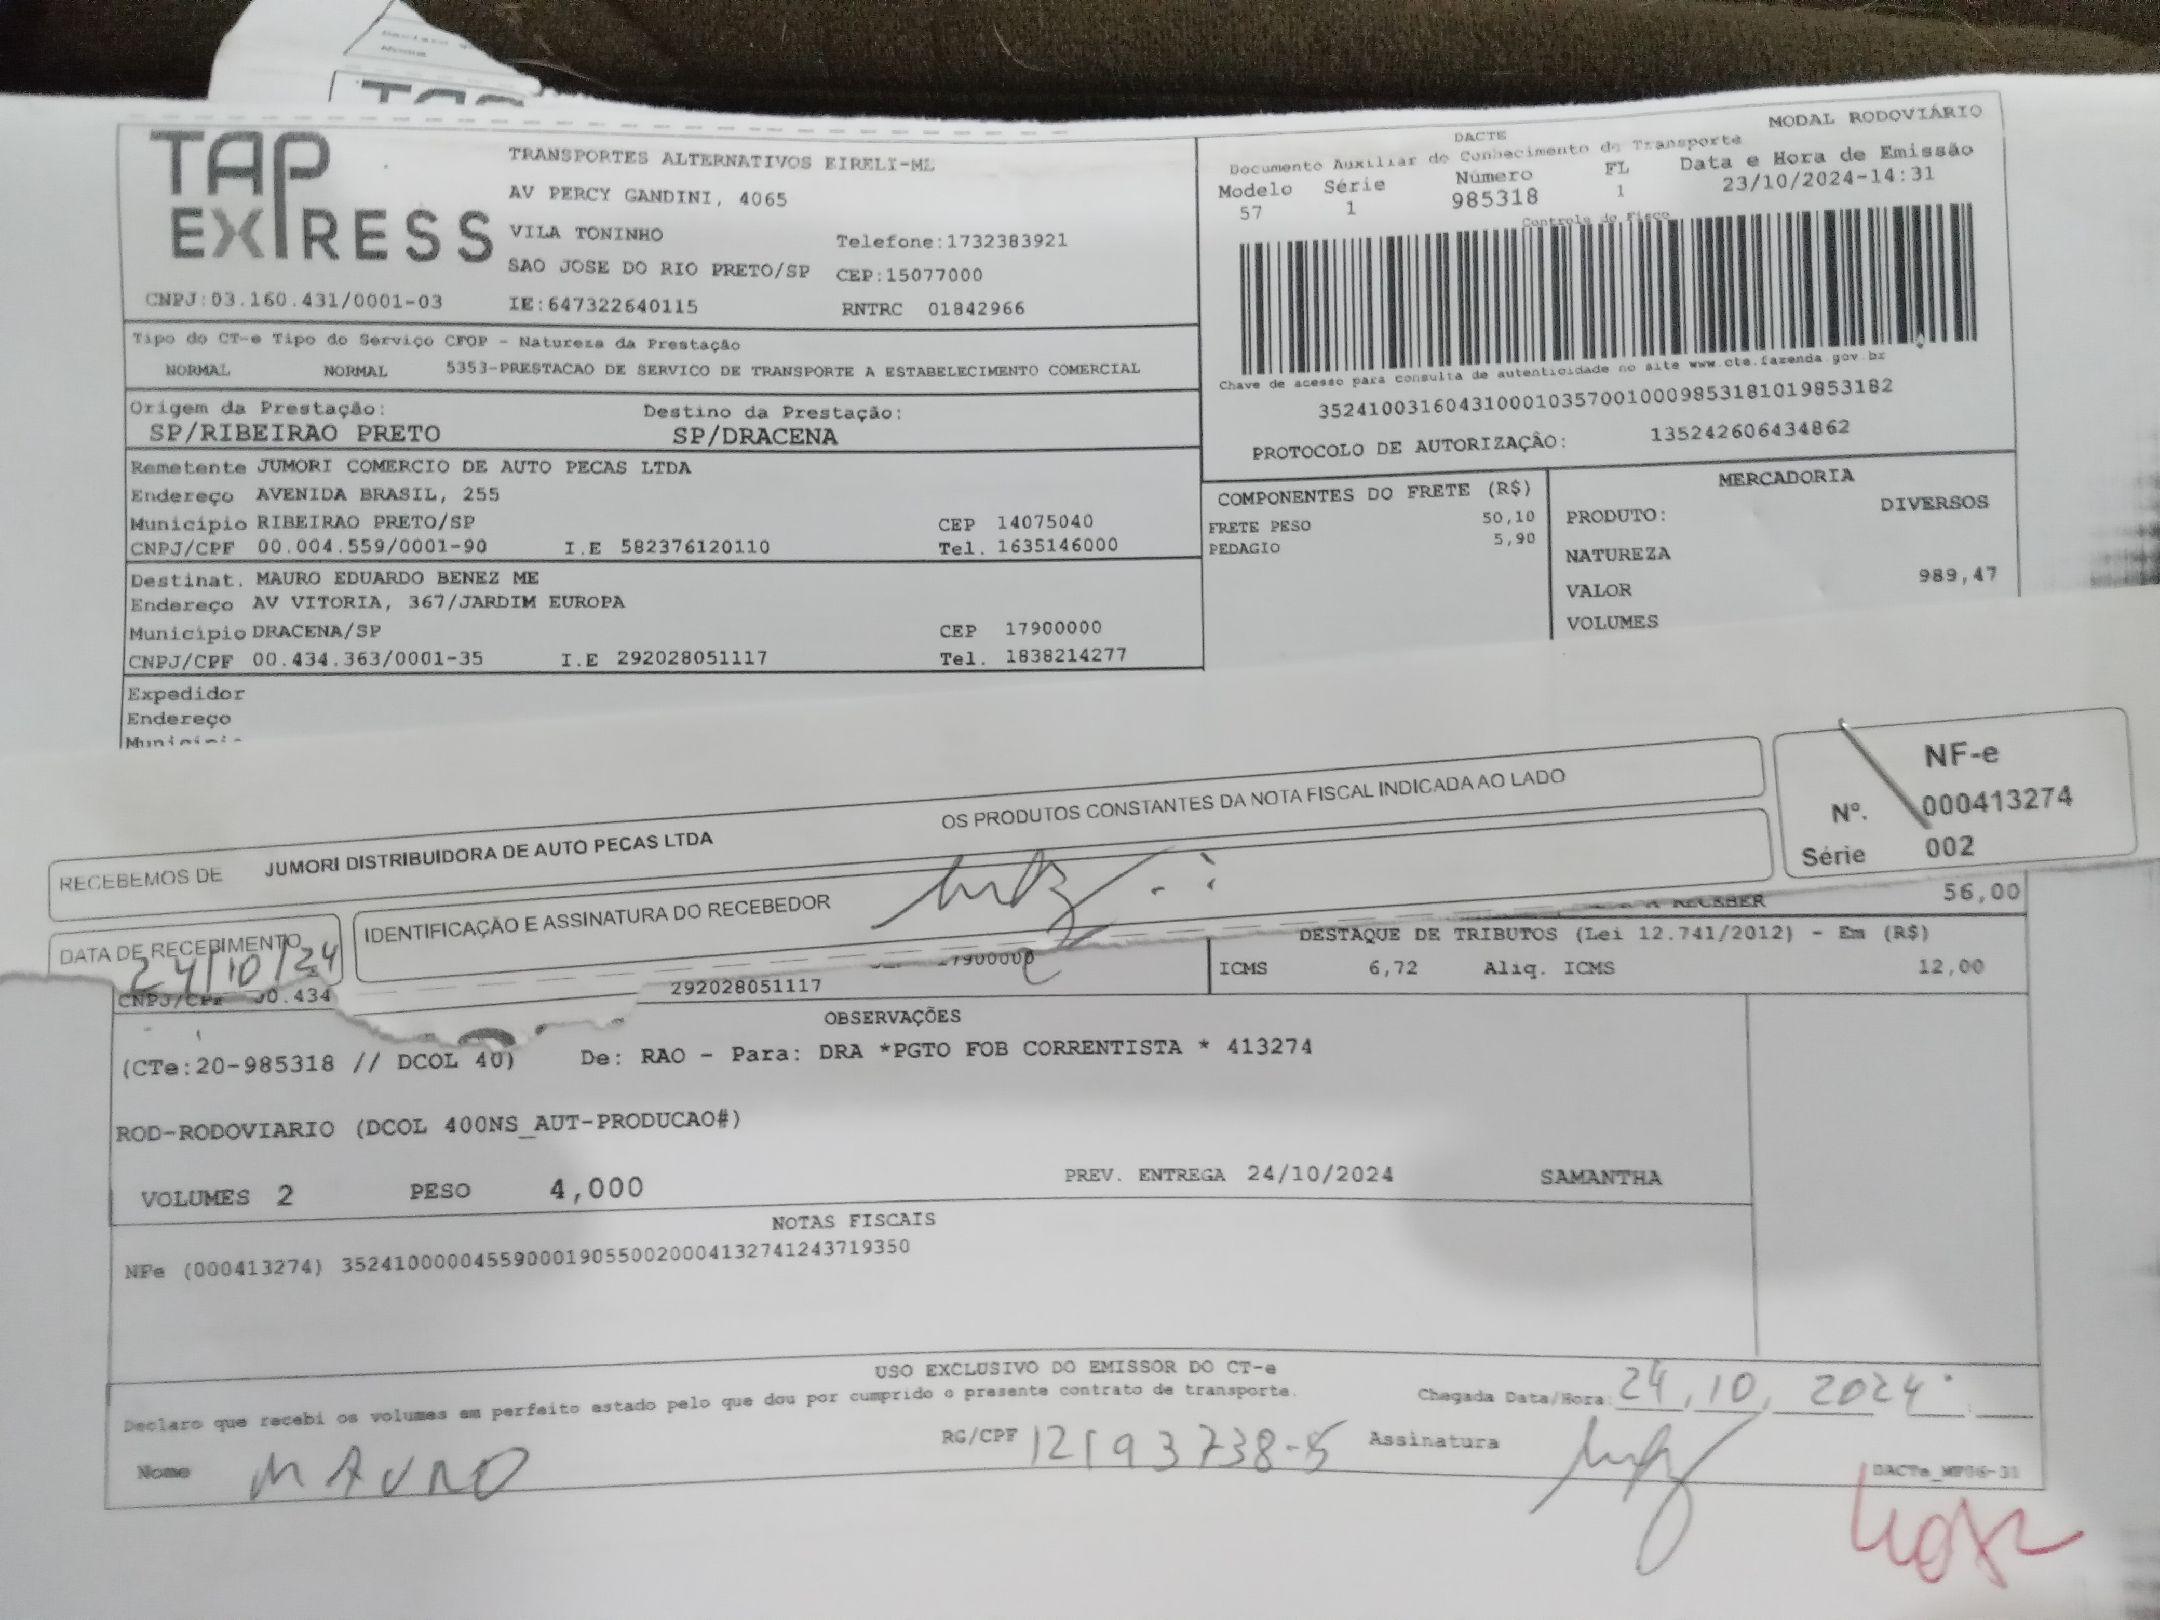 TAP EXPRESS
TRANSPORTES ALTERNATIVOS EIRELI-ME
AV PERCY GANDINI, 4065
VILA TONINHO
Telefone:1732383921
SAO JOSE DO RIO PRETO/SP CEP:15077000
CNPJ:03.160.431/0001-03 IE:647322640115 RNTRC 01842966
MODAL RODOVIÁRIO
DACTE
Documento Auxiliar do Conhecimento de Transporte
Modelo Série Número FL Data e Hora de Emissão
57 1 985318 1 23/10/2024-14:31
Controle do Fisco
Chave de acesso para consulta de autenticidade no site www.cte.fazenda.gov.br
35241003160431000103570010009853181019853182
PROTOCOLO DE AUTORIZAÇÃO: 135242606434862
Tipo do CT-e Tipo do Serviço CFOP - Natureza da Prestação
NORMAL NORMAL 5353-PRESTACAO DE SERVICO DE TRANSPORTE A ESTABELECIMENTO COMERCIAL
Origem da Prestação: Destino da Prestação:
SP/RIBEIRAO PRETO SP/DRACENA
Remetente JUMORI COMERCIO DE AUTO PECAS LTDA
Endereço AVENIDA BRASIL, 255
Município RIBEIRAO PRETO/SP CEP 14075040
CNPJ/CPF 00.004.559/0001-90 I.E 582376120110 Tel. 1635146000
Destinat. MAURO EDUARDO BENEZ ME
Endereço AV VITORIA, 367/JARDIM EUROPA
Município DRACENA/SP CEP 17900000
CNPJ/CPF 00.434.363/0001-35 I.E 292028051117 Tel. 1838214277
Expedidor
Endereço
COMPONENTES DO FRETE (R$)
FRETE PESO 50,10
PEDAGIO 5,90
MERCADORIA
PRODUTO: DIVERSOS
NATUREZA
VALOR 989,47
VOLUMES
RECEBEMOS DE JUMORI DISTRIBUIDORA DE AUTO PECAS LTDA OS PRODUTOS CONSTANTES DA NOTA FISCAL INDICADA AO LADO
NF-e
Nº. 000413274
Série 002
DATA DE RECEBIMENTO
24/10/24
IDENTIFICAÇÃO E ASSINATURA DO RECEBEDOR
RECEBER 56,00
DESTAQUE DE TRIBUTOS (Lei 12.741/2012) - Em (R$)
ICMS 6,72 Aliq. ICMS 12,00
17900000
CNPJ/CPF 00.434 292028051117
OBSERVAÇÕES
(CTe:20-985318 // DCOL 40) De: RAO - Para: DRA *PGTO FOB CORRENTISTA * 413274
ROD-RODOVIARIO (DCOL 400NS_AUT-PRODUCAO#)
VOLUMES 2 PESO 4,000 PREV. ENTREGA 24/10/2024 SAMANTHA
NOTAS FISCAIS
NFe (000413274) 35241000004559000190550020004132741243719350
USO EXCLUSIVO DO EMISSOR DO CT-e
Declaro que recebi os volumes em perfeito estado pelo que dou por cumprido o presente contrato de transporte.
Chegada Data/Hora: 24,10,2024
Nome MAURO RG/CPF 12193738-5 Assinatura